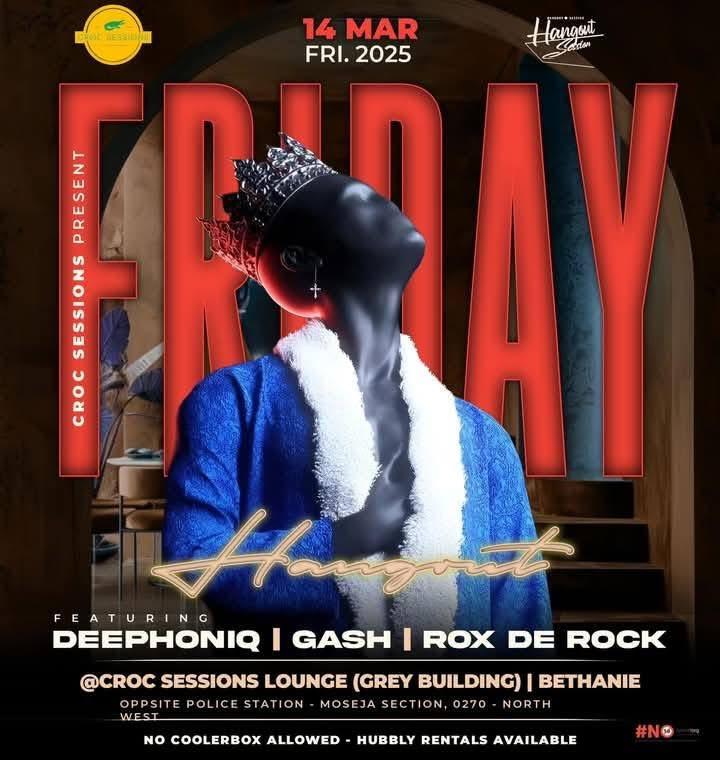 CROC SESSIONS
14 MAR
FRI. 2025
Hangout
Session
FRIDAY
CROC SESSIONS PRESENT
Hangout
FEATURING
DEEPHONIQ | GASH | ROX DE ROCK
@CROC SESSIONS LOUNGE (GREY BUILDING) | BETHANIE
OPPSITE POLICE STATION - MOSEJA SECTION, 0270 - NORTH
WEST
NO COOLERBOX ALLOWED - HUBBLY RENTALS AVAILABLE
#NO
18